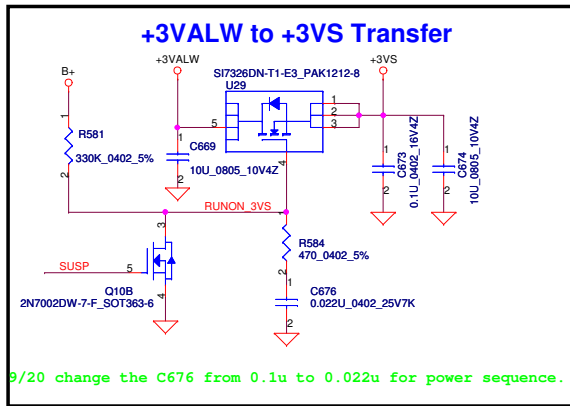 +3VALW to +3VS Transfer
+3VALW
+3VS
B+
SI7326DN-T1-E3_PAK1212-8
U29
1
1
2
3
5
4
R581
330K_0402_5%
2
1
C669
10U_0805_10V4Z
2
1
C673
0.1U_0402_16V4Z
2
1
C674
10U_0805_10V4Z
2
RUNON_3VS
3
1
R584
470_0402_5%
2
SUSP
5
4
Q10B
2N7002DW-7-F_SOT363-6
1
C676
0.022U_0402_25V7K
2
9/20 change the C676 from 0.1u to 0.022u for power sequence.